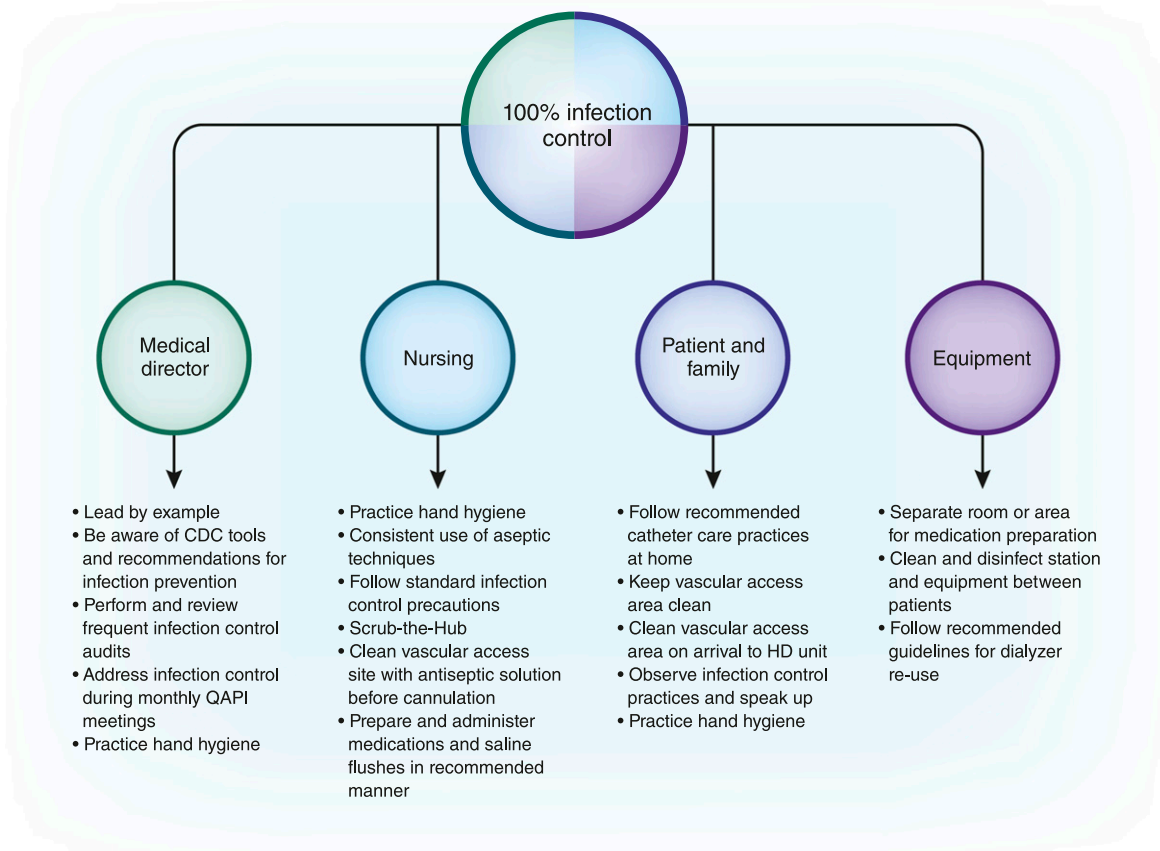 100% infection
control
Medical
director
Nursing
Patient and
family
Equipment
• Lead by example
• Be aware of CDC tools
and recommendations for
infection prevention
• Perform and review
frequent infection control
audits
• Address infection control
during monthly QAPI
meetings
• Practice hand hygiene
• Practice hand hygiene
• Consistent use of aseptic
techniques
• Follow standard infection
control precautions
• Scrub-the-Hub
• Clean vascular access
site with antiseptic solution
before cannulation
• Prepare and administer
medications and saline
flushes in recommended
manner
• Follow recommended
catheter care practices
at home
• Keep vascular access
area clean
• Clean vascular access
area on arrival to HD unit
• Observe infection control
practices and speak up
• Practice hand hygiene
• Separate room or area
for medication preparation
• Clean and disinfect station
and equipment between
patients
• Follow recommended
guidelines for dialyzer
re-use